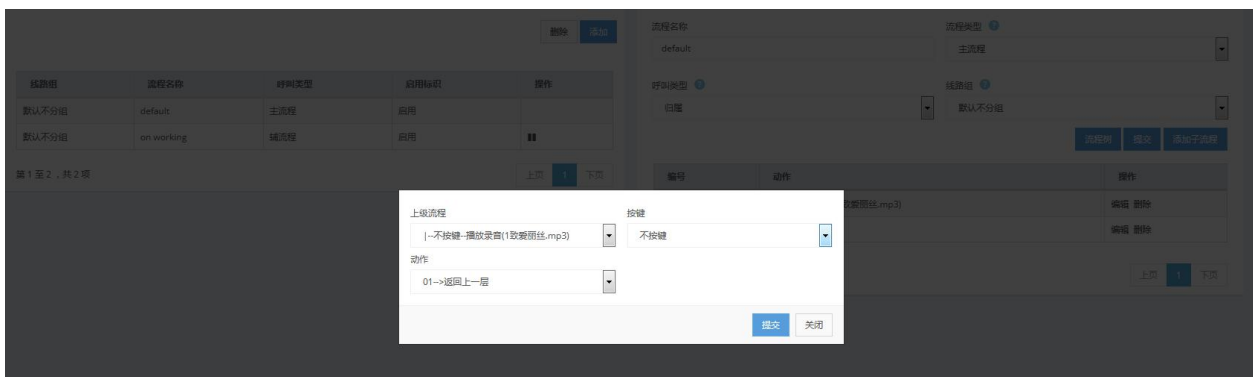 删除 添加
线路组 流程名称 呼叫类型 启用标识 操作
默认不分组 default 主流程 启用
默认不分组 on working 辅流程 启用
第 1 至 2 ，共 2 项 上页 1 下页
流程名称 流程类型
default 主流程
呼叫类型 线路组
归属 默认不分组
流程树 提交 添加子流程
编号 动作 操作
致爱丽丝.mp3) 编辑 删除
编辑 删除
上页 1 下页
上级流程 按键
|--不按键--播放录音(1致爱丽丝.mp3) 不按键
动作
01-->返回上一层
提交 关闭